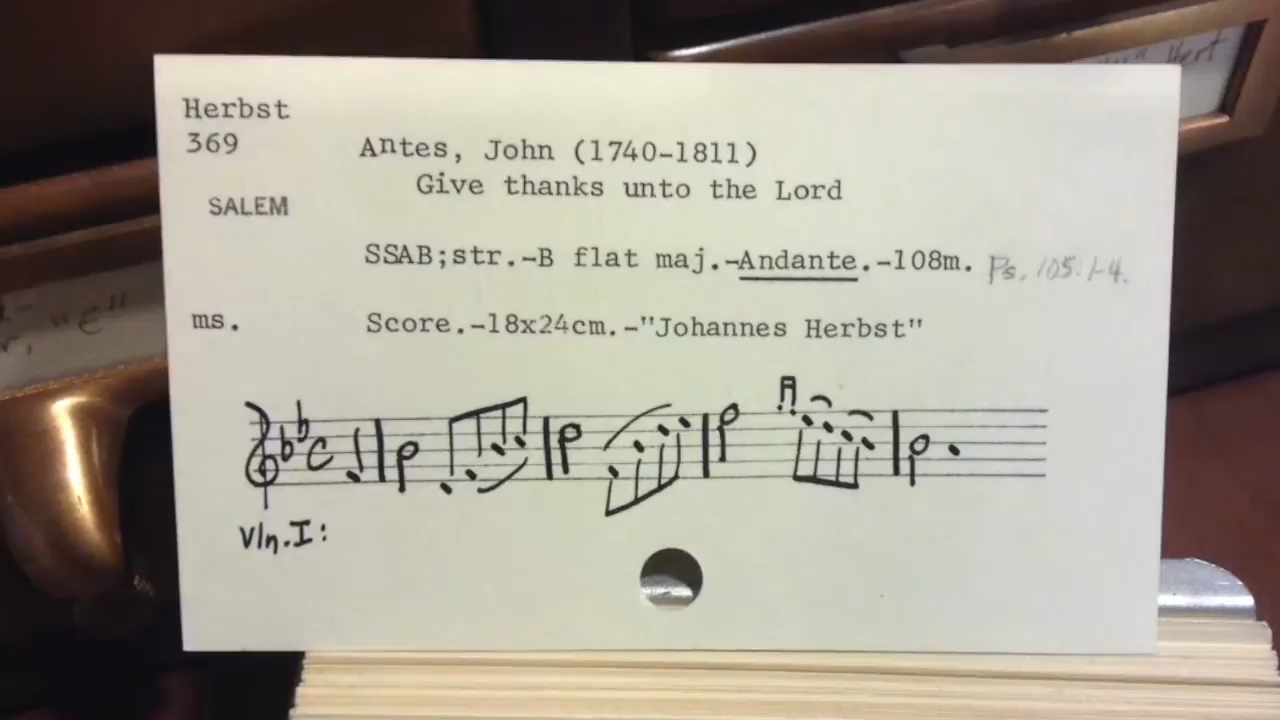 Herbst
369
Antes, John (1740-1811)
Give thanks unto the Lord
SALEM
SSAB;str.-B flat maj.-Andante.-108m. Ps. 105:1-4.
ms.
Score.-18x24cm.-"Johannes Herbst"
Vln.I:
"E"